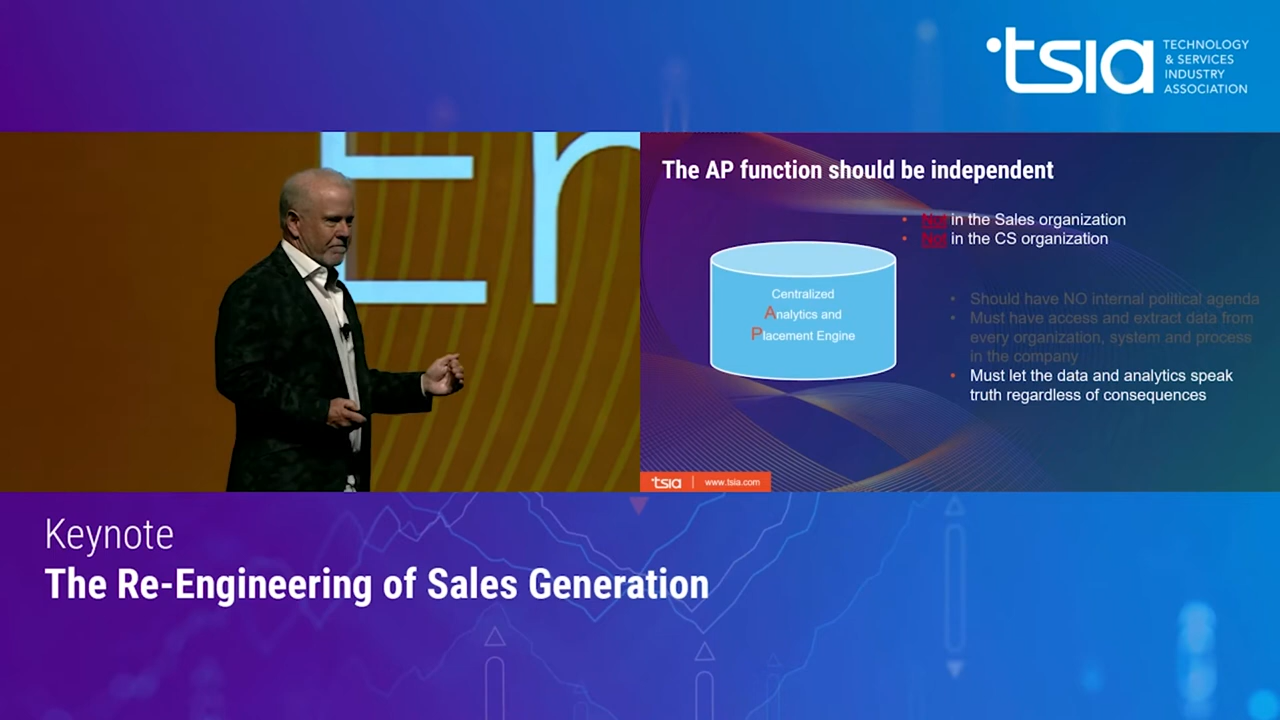 tsia
TECHNOLOGY
& SERVICES
INDUSTRY
ASSOCIATION
En
The AP function should be independent
• Not in the Sales organization
• Not in the CS organization
Centralized
Analytics and
Placement Engine
• Should have NO internal political agenda
• Must have access and extract data from
every organization, system and process
in the company
• Must let the data and analytics speak
truth regardless of consequences
tsia | www.tsia.com
Keynote
The Re-Engineering of Sales Generation